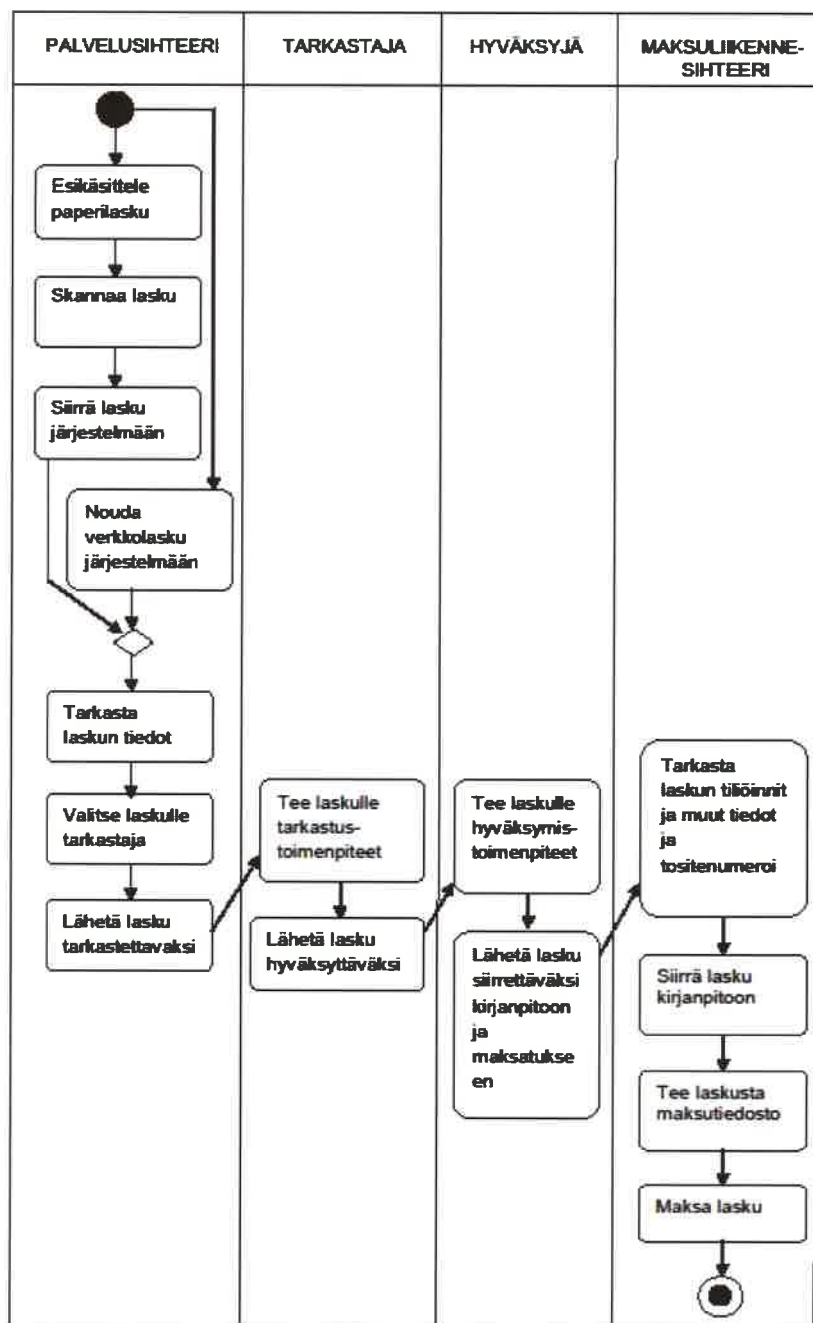 PALVELUSIHTEERI
TARKASTAJA
HYVÄKSYJÄ
MAKSULIIKENNE-
SIHTEERI
Esikäsittele
paperilasku
Skannaa lasku
Siirrä lasku
järjestelmään
Nouda
verkkolasku
järjestelmään
Tarkasta
laskun tiedot
Valitse laskulle
tarkastaja
Lähetä lasku
tarkastettavaksi
Tee laskulle
tarkastus-
toimenpiteet
Lähetä lasku
hyväksyttäväksi
Tee laskulle
hyväksymis-
toimenpiteet
Lähetä lasku
siirrettäväksi
kirjanpitoon
ja
maksatukse
en
Tarkasta
laskun tiliöinnit
ja muut tiedot
ja
tositenumeroi
Siirrä lasku
kirjanpitoon
Tee laskusta
maksutiedosto
Maksa lasku